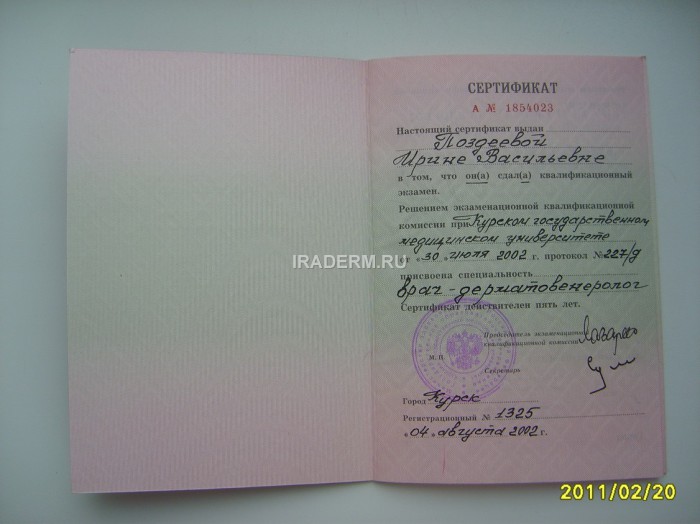 СЕРТИФИКАТ
А № 1854023
Настоящий сертификат выдан
Поздеевой
Ирине Васильевне
в том, что он(а) сдал(а) квалификационный
экзамен.
Решением экзаменационной квалификационной
комиссии при Курском государственном
медицинском университете
от «30» июля 2002 г. протокол № 227/д
IRADERM.RU
присвоена специальность
Врач-дерматовенеролог
Сертификат действителен пять лет.
Председатель экзаменационной
квалификационной комиссии
М. П.
Секретарь
Город Курск
Регистрационный № 1325
«04» августа 2002 г.
2011/02/20